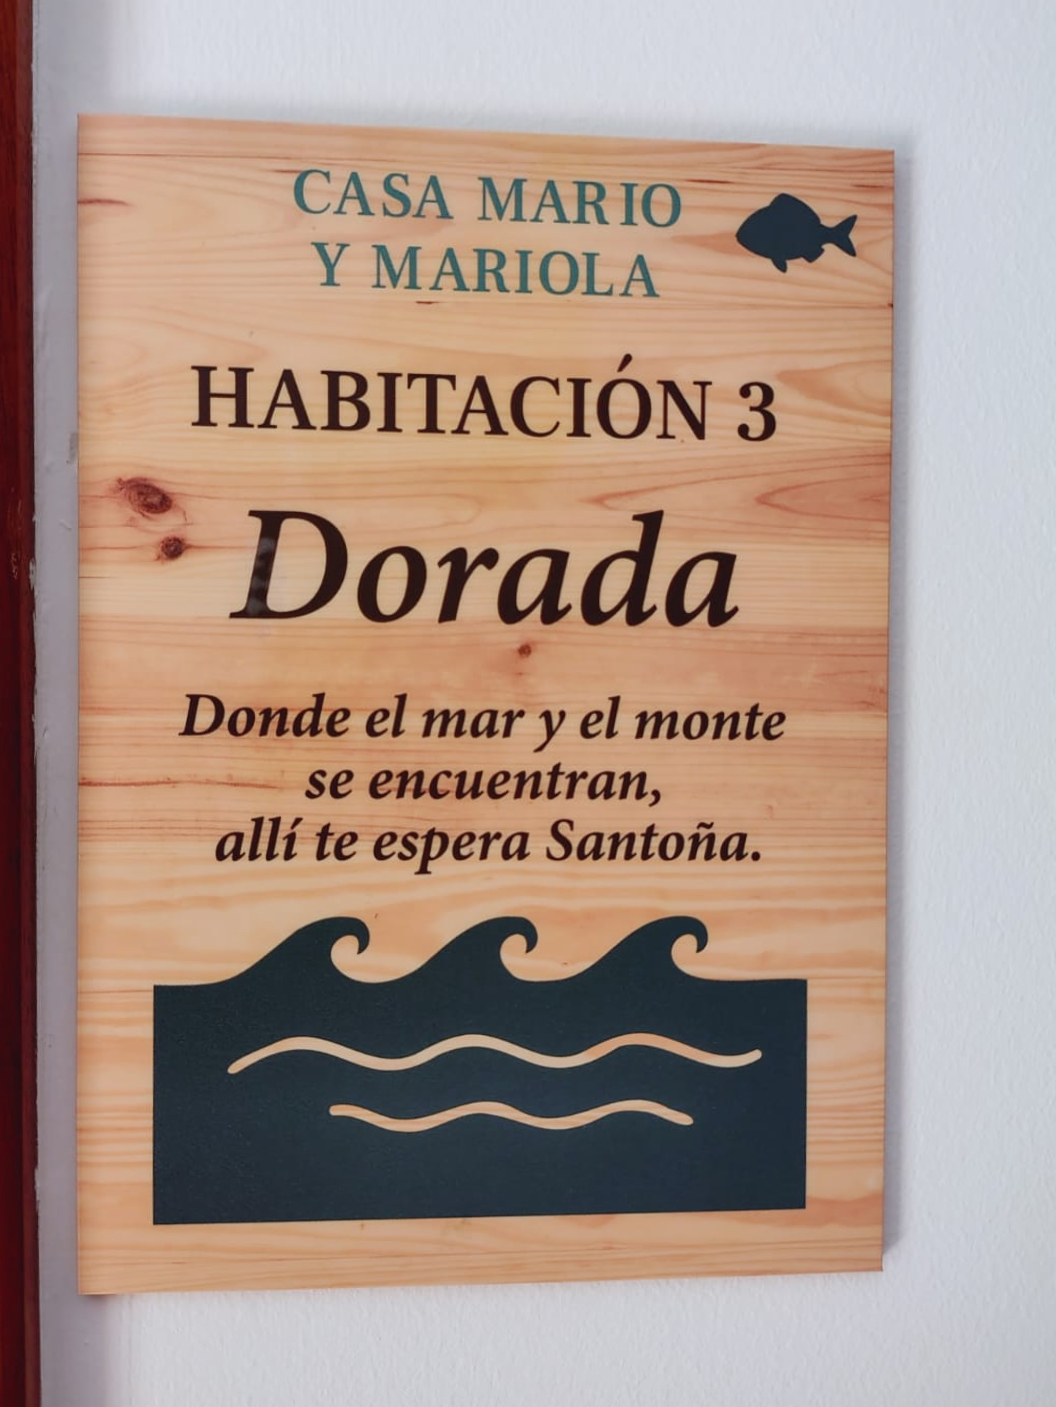 CASA MARIO
Y MARIOLA
HABITACIÓN 3
Dorada
Donde el mar y el monte
se encuentran,
allí te espera Santoña.